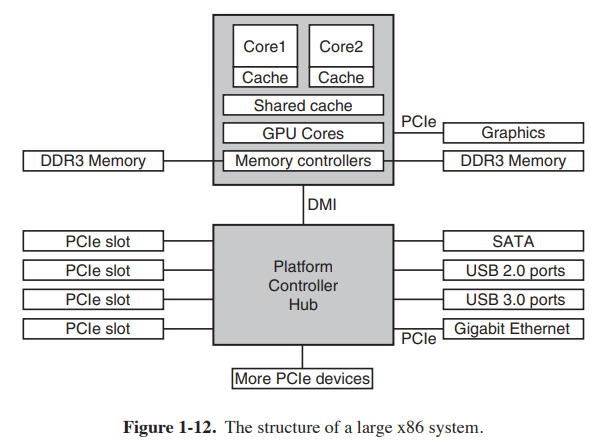 Core1
Core2
Cache
Cache
Shared cache
GPU Cores
PCIe
Graphics
DDR3 Memory
Memory controllers
DDR3 Memory
DMI
PCIe slot
PCIe slot
PCIe slot
PCIe slot
Platform
Controller
Hub
SATA
USB 2.0 ports
USB 3.0 ports
Gigabit Ethernet
PCIe
More PCIe devices
Figure 1-12. The structure of a large x86 system.